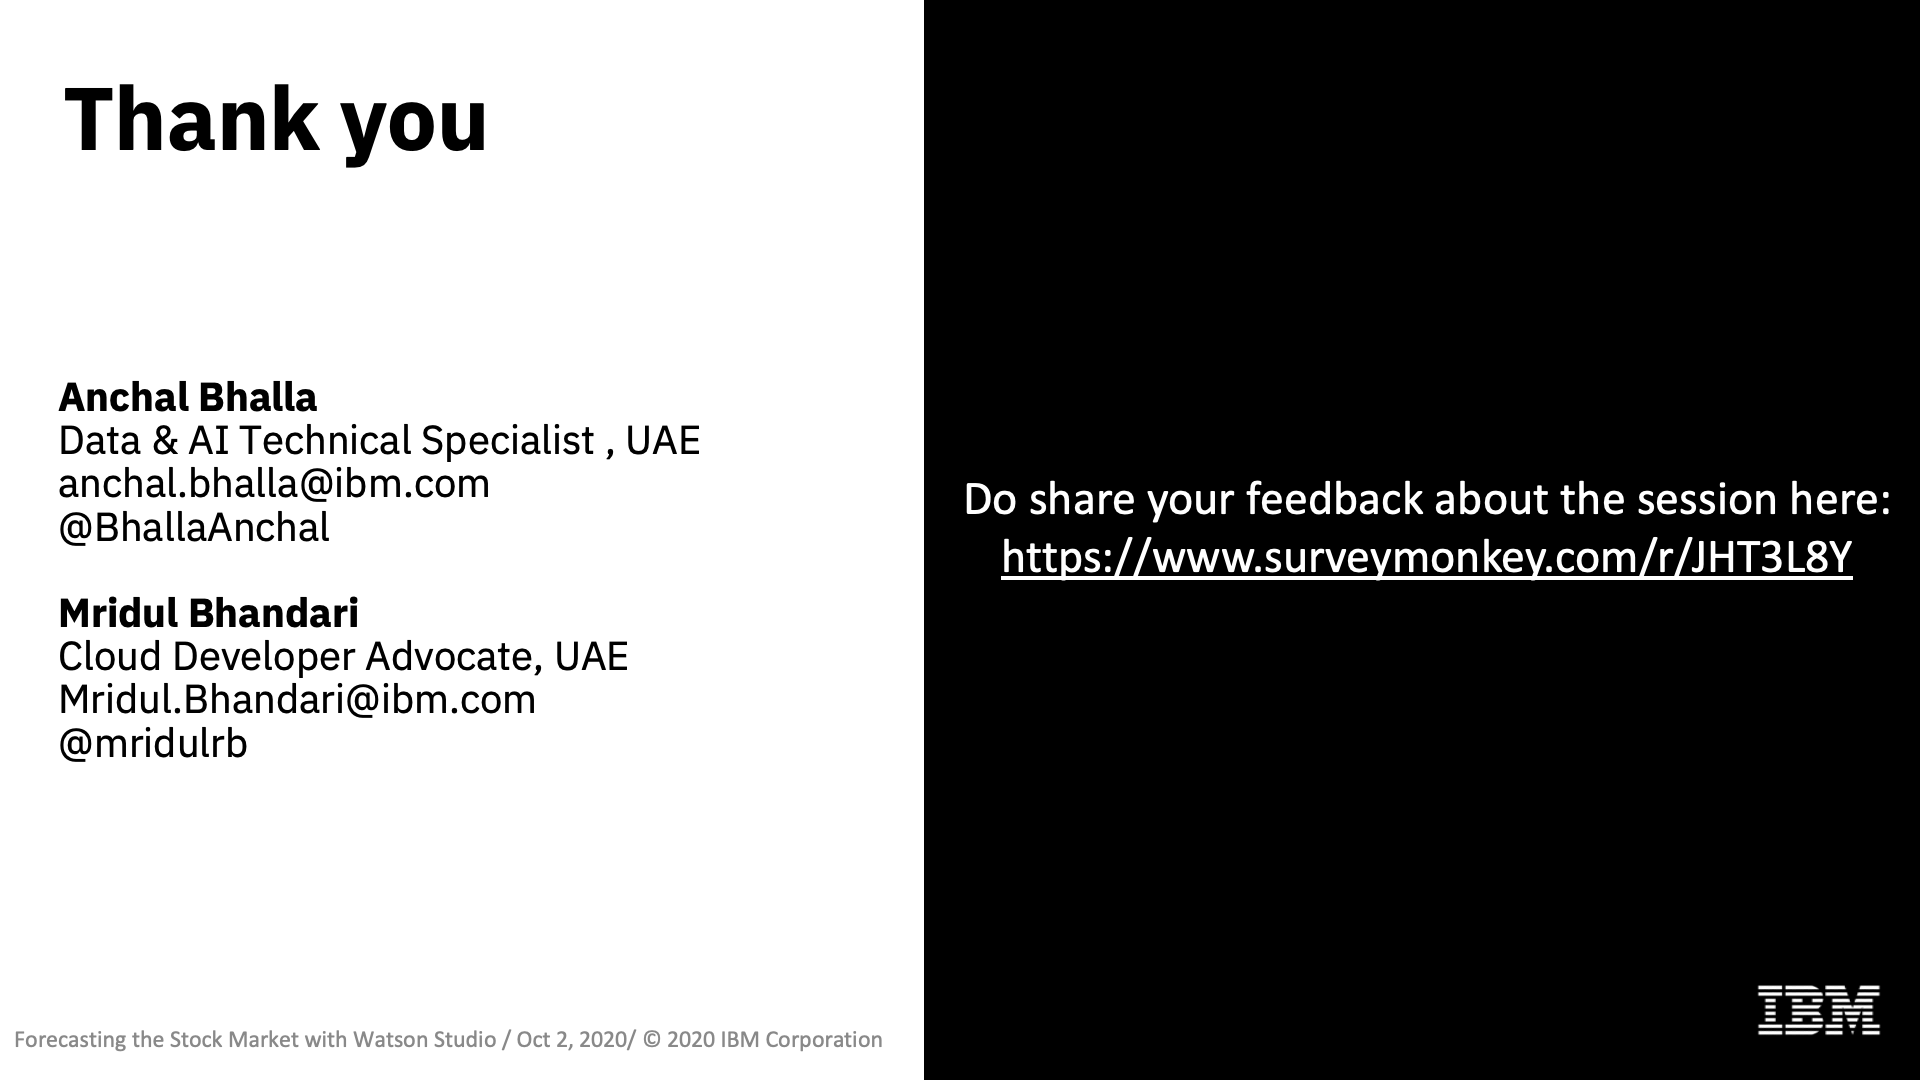 Thank you
Anchal Bhalla
Data & AI Technical Specialist , UAE
anchal.bhalla@ibm.com
@BhallaAnchal
Mridul Bhandari
Cloud Developer Advocate, UAE
Mridul.Bhandari@ibm.com
@mridulrb
Do share your feedback about the session here:
https://www.surveymonkey.com/r/JHT3L8Y
Forecasting the Stock Market with Watson Studio / Oct 2, 2020/ © 2020 IBM Corporation
IBM